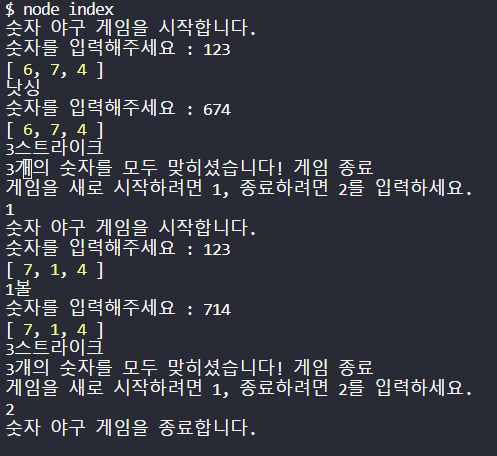 $ node index
숫자 야구 게임을 시작합니다.
숫자를 입력해주세요 : 123
[ 6, 7, 4 ]
낫싱
숫자를 입력해주세요 : 674
[ 6, 7, 4 ]
3스트라이크
3개의 숫자를 모두 맞히셨습니다! 게임 종료
게임을 새로 시작하려면 1, 종료하려면 2를 입력하세요.
1
숫자 야구 게임을 시작합니다.
숫자를 입력해주세요 : 123
[ 7, 1, 4 ]
1볼
숫자를 입력해주세요 : 714
[ 7, 1, 4 ]
3스트라이크
3개의 숫자를 모두 맞히셨습니다! 게임 종료
게임을 새로 시작하려면 1, 종료하려면 2를 입력하세요.
2
숫자 야구 게임을 종료합니다.